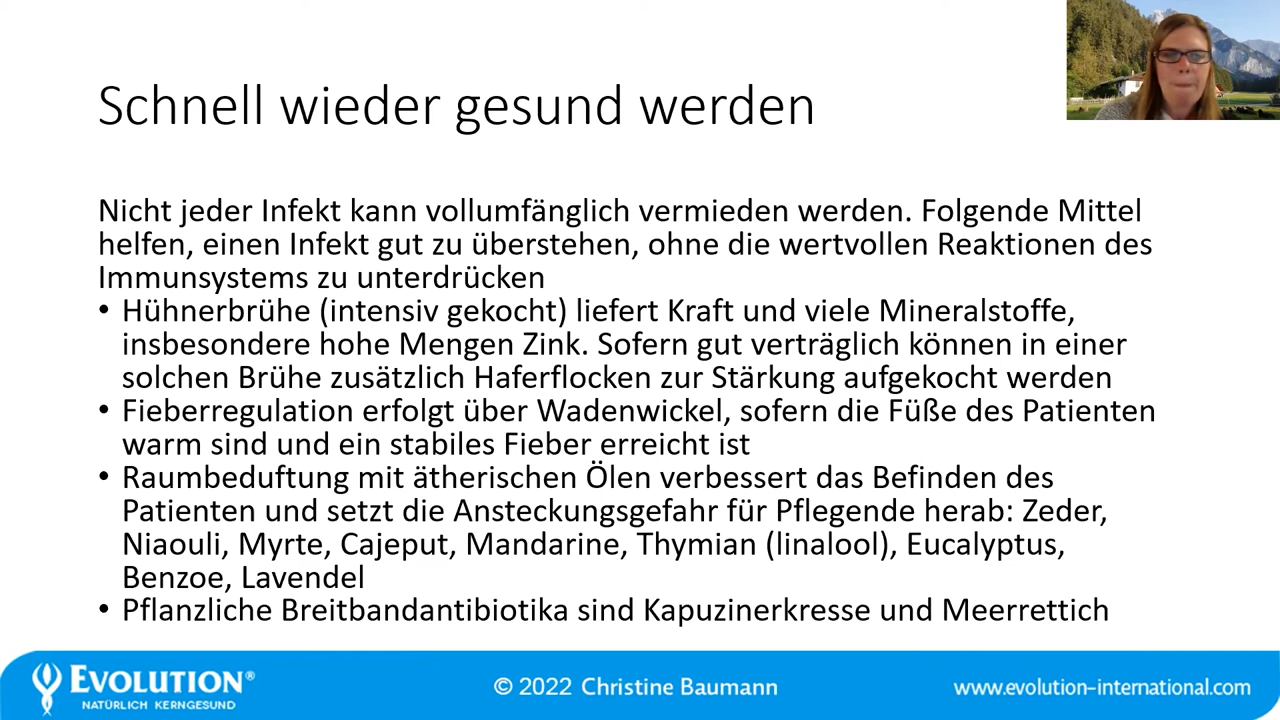 Schnell wieder gesund werden
Nicht jeder Infekt kann vollumfänglich vermieden werden. Folgende Mittel
helfen, einen Infekt gut zu überstehen, ohne die wertvollen Reaktionen des
Immunsystems zu unterdrücken
• Hühnerbrühe (intensiv gekocht) liefert Kraft und viele Mineralstoffe,
insbesondere hohe Mengen Zink. Sofern gut verträglich können in einer
solchen Brühe zusätzlich Haferflocken zur Stärkung aufgekocht werden
• Fieberregulation erfolgt über Wadenwickel, sofern die Füße des Patienten
warm sind und ein stabiles Fieber erreicht ist
• Raumbeduftung mit ätherischen Ölen verbessert das Befinden des
Patienten und setzt die Ansteckungsgefahr für Pflegende herab: Zeder,
Niaouli, Myrte, Cajeput, Mandarine, Thymian (linalool), Eucalyptus,
Benzoe, Lavendel
• Pflanzliche Breitbandantibiotika sind Kapuzinerkresse und Meerrettich
EVOLUTION®
NATÜRLICH KERNGESUND
© 2022 Christine Baumann
www.evolution-international.com